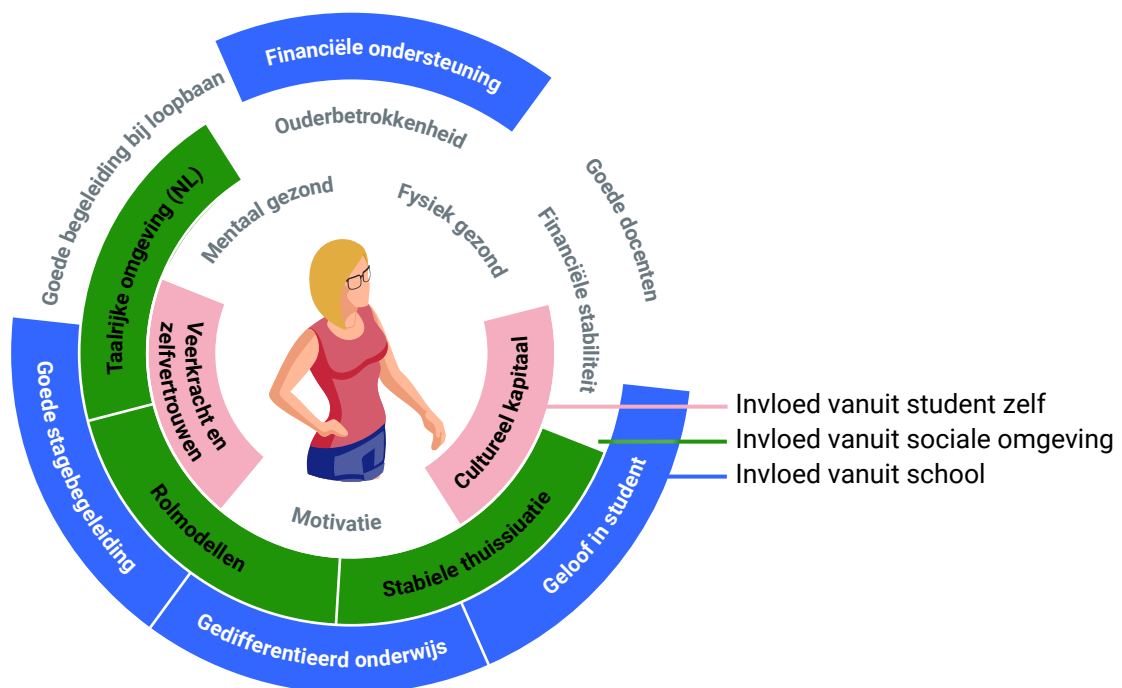 Financiële ondersteuning
Goede begeleiding bij loopbaan
Ouderbetrokkenheid
Goede docenten
Taalrijke omgeving (NL)
Mentaal gezond
Fysiek gezond
Financiële stabiliteit
Veerkracht en
zelfvertrouwen
Cultureel kapitaal
Goede stagebegeleiding
Invloed vanuit student zelf
Invloed vanuit sociale omgeving
Invloed vanuit school
Rolmodellen
Motivatie
Stabiele thuissiuatie
Geloof in student
Gedifferentieerd onderwijs